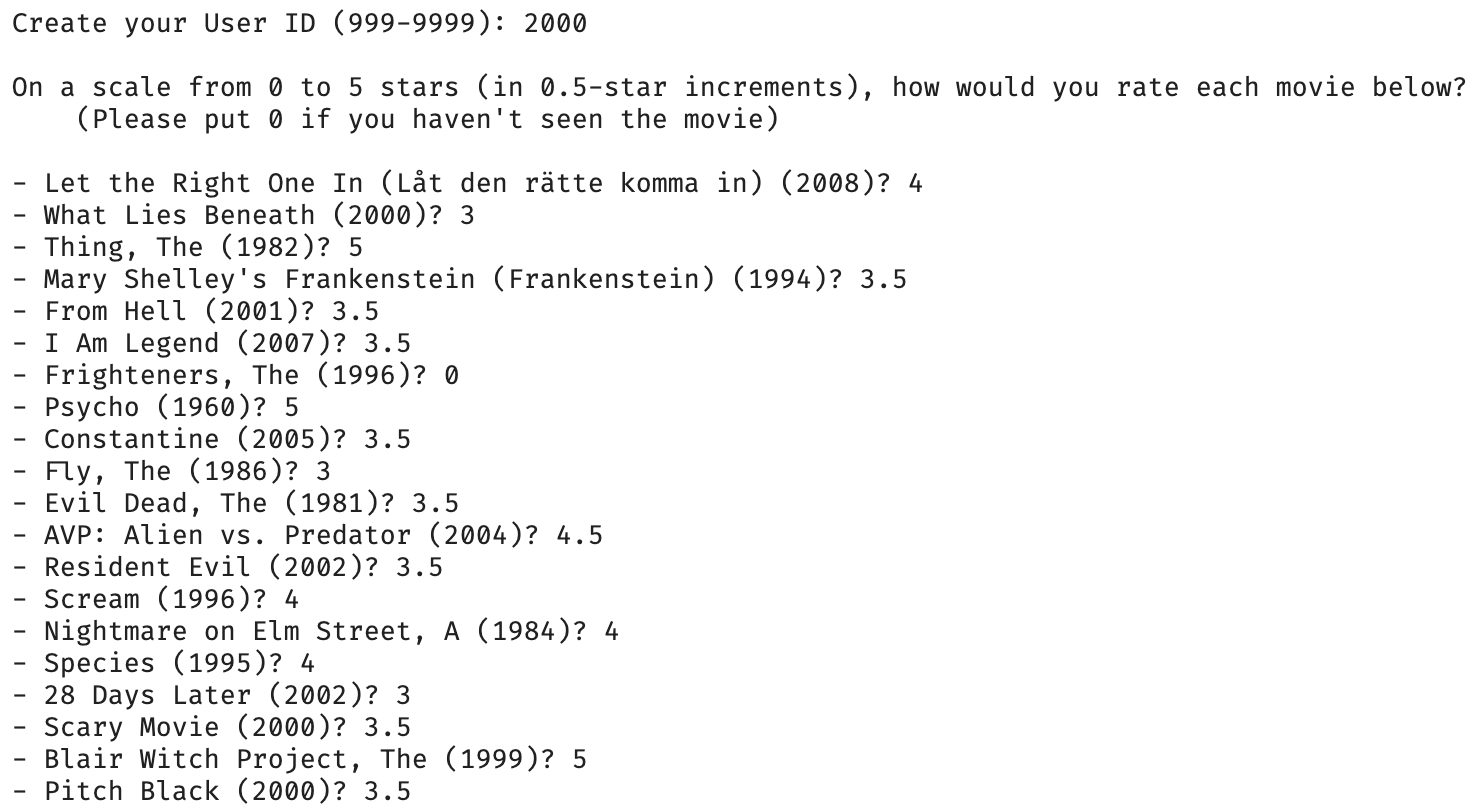 Create your User ID (999-9999): 2000
On a scale from 0 to 5 stars (in 0.5-star increments), how would you rate each movie below?
(Please put 0 if you haven't seen the movie)
- Let the Right One In (Låt den rätte komma in) (2008)? 4
- What Lies Beneath (2000)? 3
- Thing, The (1982)? 5
- Mary Shelley's Frankenstein (Frankenstein) (1994)? 3.5
- From Hell (2001)? 3.5
- I Am Legend (2007)? 3.5
- Frighteners, The (1996)? 0
- Psycho (1960)? 5
- Constantine (2005)? 3.5
- Fly, The (1986)? 3
- Evil Dead, The (1981)? 3.5
- AVP: Alien vs. Predator (2004)? 4.5
- Resident Evil (2002)? 3.5
- Scream (1996)? 4
- Nightmare on Elm Street, A (1984)? 4
- Species (1995)? 4
- 28 Days Later (2002)? 3
- Scary Movie (2000)? 3.5
- Blair Witch Project, The (1999)? 5
- Pitch Black (2000)? 3.5